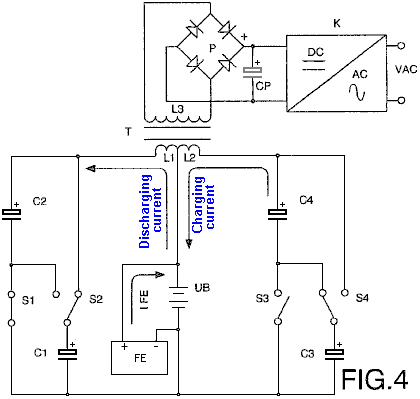 K
P
+
+
DC
AC
VAC
CP
L3
T
L1 L2
C2
+
Discharging
current
Charging
current
+
C4
S1
S2
I FE
UB
S3
S4
+
C1
+ -
FE
+
C3
FIG.4